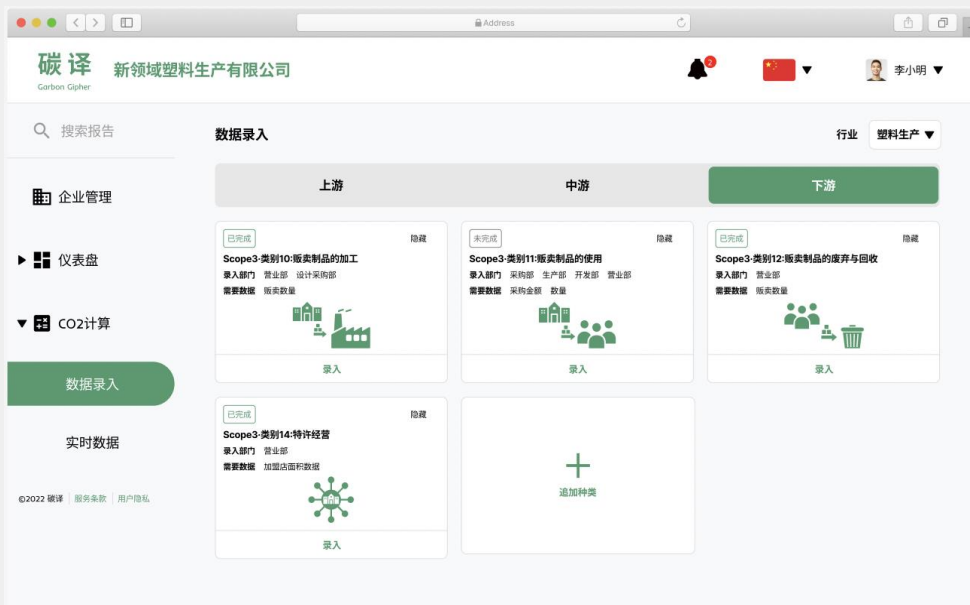 Address
碳译
Garbon Gipher
新领域塑料生产有限公司
2
李小明
搜索报告
数据录入
行业 塑料生产
企业管理
仪表盘
CO2计算
数据录入
实时数据
©2022 碳译 服务条款 用户隐私
上游 中游 下游
已完成 隐藏
Scope3·类别10:贩卖制品的加工
录入部门 营业部 设计采购部
需要数据 贩卖数量
录入
未完成 隐藏
Scope3·类别11:贩卖制品的使用
录入部门 采购部 生产部 开发部 营业部
需要数据 采购金额 数量
录入
已完成 隐藏
Scope3·类别12:贩卖制品的废弃与回收
录入部门 营业部
需要数据 贩卖数量
录入
已完成 隐藏
Scope3·类别14:特许经营
录入部门 营业部
需要数据 加盟店面积数据
录入
追加种类